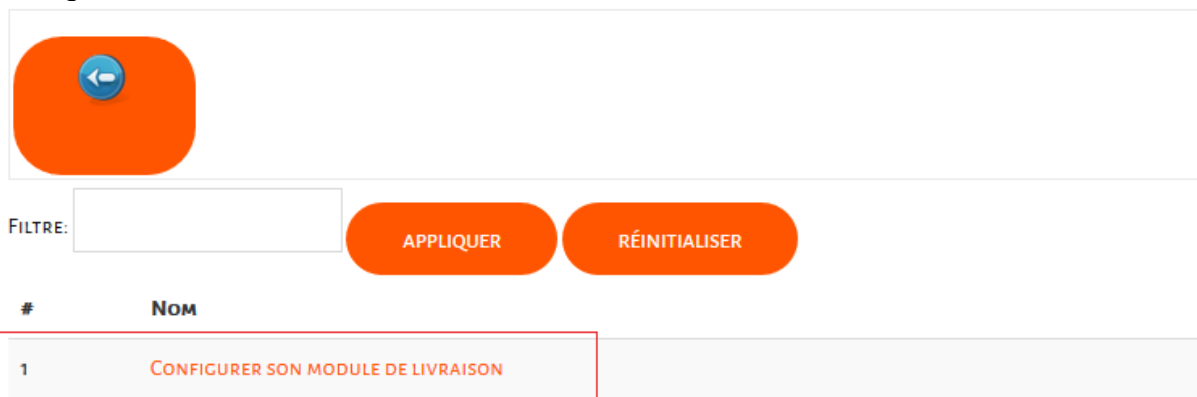 Filtre:
APPLIQUER
RÉINITIALISER
# Nom
1 Configurer son module de livraison